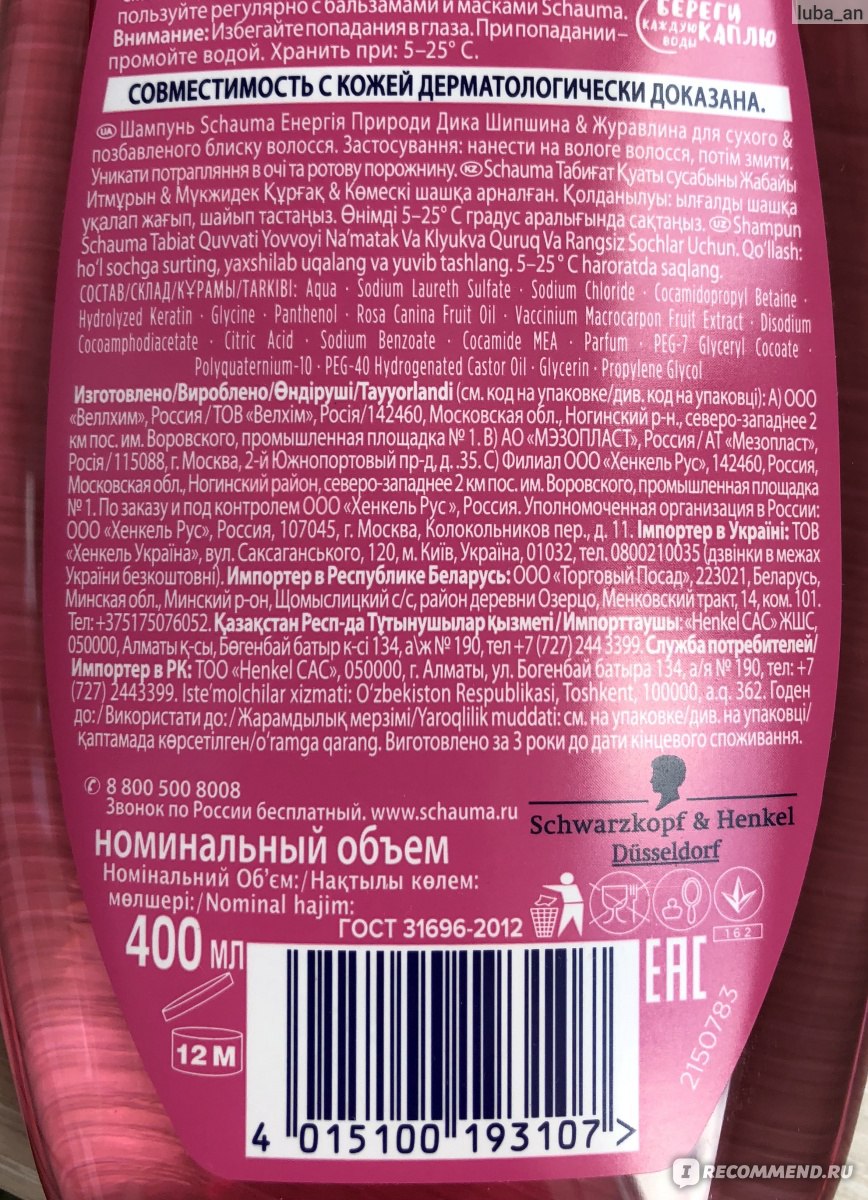 luba_an
пользуйте регулярно с бальзамами и масками Schauma.
БЕРЕГИ
КАЖДУЮ КАПЛЮ
ВОДЫ
Внимание: Избегайте попадания в глаза. При попадании –
промойте водой. Хранить при: 5–25° С.
СОВМЕСТИМОСТЬ С КОЖЕЙ ДЕРМАТОЛОГИЧЕСКИ ДОКАЗАНА.
UA Шампунь Schauma Енергія Природи Дика Шипшина & Журавлина для сухого &
позбавленого блиску волосся. Застосування: нанести на вологе волосся, потім змити.
Уникати потрапляння в очі та ротову порожнину. KZ Schauma Табиғат Қуаты сусабыны Жабайы
Итмұрын & Мүкжидек Құрғақ & Көмескі шашқа арналған. Қолданылуы: ылғалды шашқа
уқалап жағып, шайып тастаңыз. Өнімді 5–25° С градус аралығында сақтаңыз. UZ Shampun
Schauma Tabiat Quvvati Yovvoyi Na’matak Va Klyukva Quruq Va Rangsiz Sochlar Uchun. Qo‘llash:
ho‘l sochga surting, yaxshilab uqalang va yuvib tashlang. 5–25° C haroratda saqlang.
СОСТАВ/СКЛАД/ҚҰРАМЫ/TARKIBI: Aqua · Sodium Laureth Sulfate · Sodium Chloride · Cocamidopropyl Betaine ·
Hydrolyzed Keratin · Glycine · Panthenol · Rosa Canina Fruit Oil · Vaccinium Macrocarpon Fruit Extract · Disodium
Cocoamphodiacetate · Citric Acid · Sodium Benzoate · Cocamide MEA · Parfum · PEG-7 Glyceryl Cocoate ·
Polyquaternium-10 · PEG-40 Hydrogenated Castor Oil · Glycerin · Propylene Glycol
Изготовлено/Вироблено/Өндіруші/Tayyorlandi (см. код на упаковке/див. код на упаковці): А) ООО
«Веллхим», Россия / ТОВ «Велхім», Росія/142460, Московская обл., Ногинский р-н., северо-западнее 2
км пос. им. Воровского, промышленная площадка № 1. В) АО «МЭЗОПЛАСТ», Россия / АТ «Мезопласт»,
Росія / 115088, г. Москва, 2-й Южнопортовый пр-д, д. .35. С) Филиал ООО «Хенкель Рус», 142460, Россия,
Московская обл., Ногинский район, северо-западнее 2 км пос. им. Воровского, промышленная площадка
№ 1. По заказу и под контролем ООО «Хенкель Рус», Россия. Уполномоченная организация в России:
ООО «Хенкель Рус», Россия, 107045, г. Москва, Колокольников пер., д. 11. Імпортер в Україні: ТОВ
«Хенкель Україна», вул. Саксаганського, 120, м. Київ, Україна, 01032, тел. 0800210035 (дзвінки в межах
України безкоштовні). Импортер в Республике Беларусь: ООО «Торговый Посад», 223021, Беларусь,
Минская обл., Минский р-он, Щомыслицкий с/с, район деревни Озерцо, Менковский тракт, 14, ком. 101.
Тел: +375175076052. Қазақстан Респ-да Тұтынушылар қызметі / Импорттаушы: «Henkel САС» ЖШС,
050000, Алматы қ-сы, Бөгенбай батыр к-сі 134, а\ж № 190, тел +7 (727) 244 3399. Служба потребителей/
Импортер в РК: ТОО «Henkel САС», 050000, г. Алматы, ул. Богенбай батыра 134, а/я № 190, тел: +7
(727) 2443399. Iste’molchilar xizmati: O‘zbekiston Respublikasi, Toshkent, 100000, a.q. 362. Годен
до: / Використати до: / Жарамдылық мерзімі/Yaroqlilik muddati: см. на упаковке/див. на упаковці/
қаптамада көрсетілген/o‘ramga qarang. Виготовлено за 3 роки до дати кінцевого споживання.
8 800 500 8008
Звонок по России бесплатный. www.schauma.ru
Schwarzkopf & Henkel
Düsseldorf
номинальный объем
Номінальний Об’єм:/Нақтылы көлем:
мөлшері:/Nominal hajim:
ГОСТ 31696-2012
400 мл
162
EAC
12 M
2150783
4 015100 193107 >
I RECOMMEND.RU